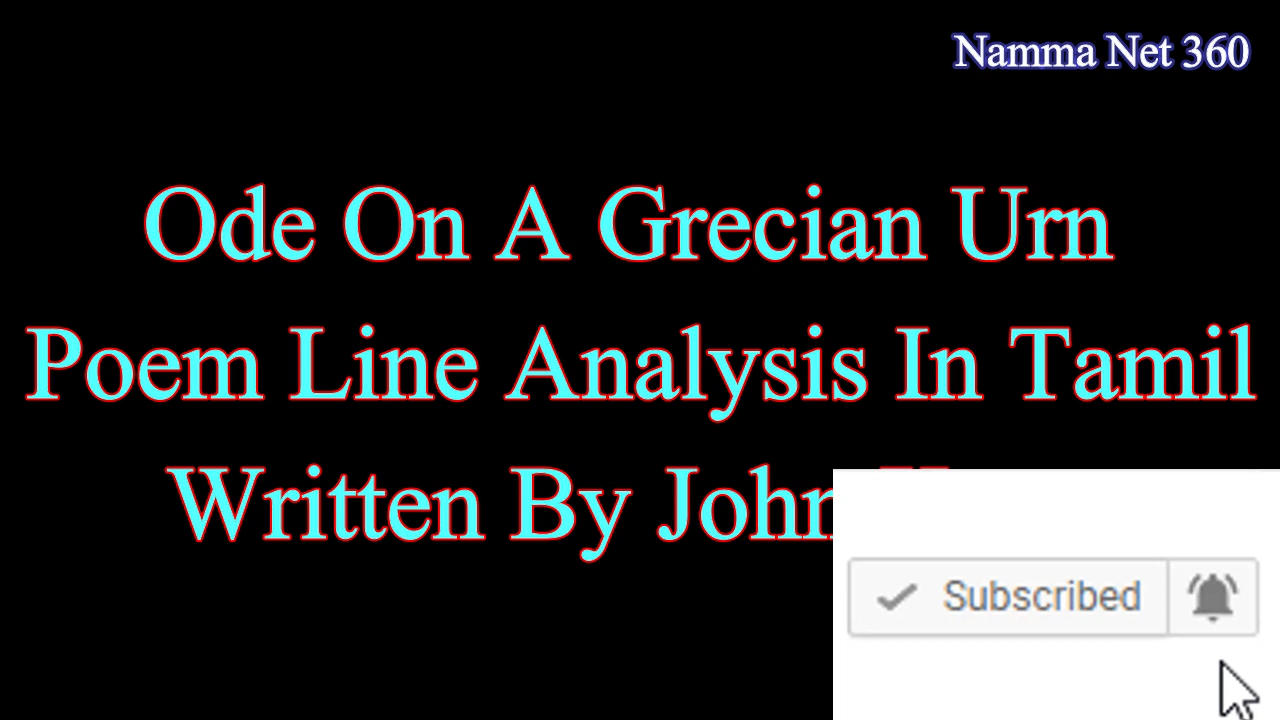 Namma Net 360
Ode On A Grecian Urn
Poem Line Analysis In Tamil
Written By John
Subscribed